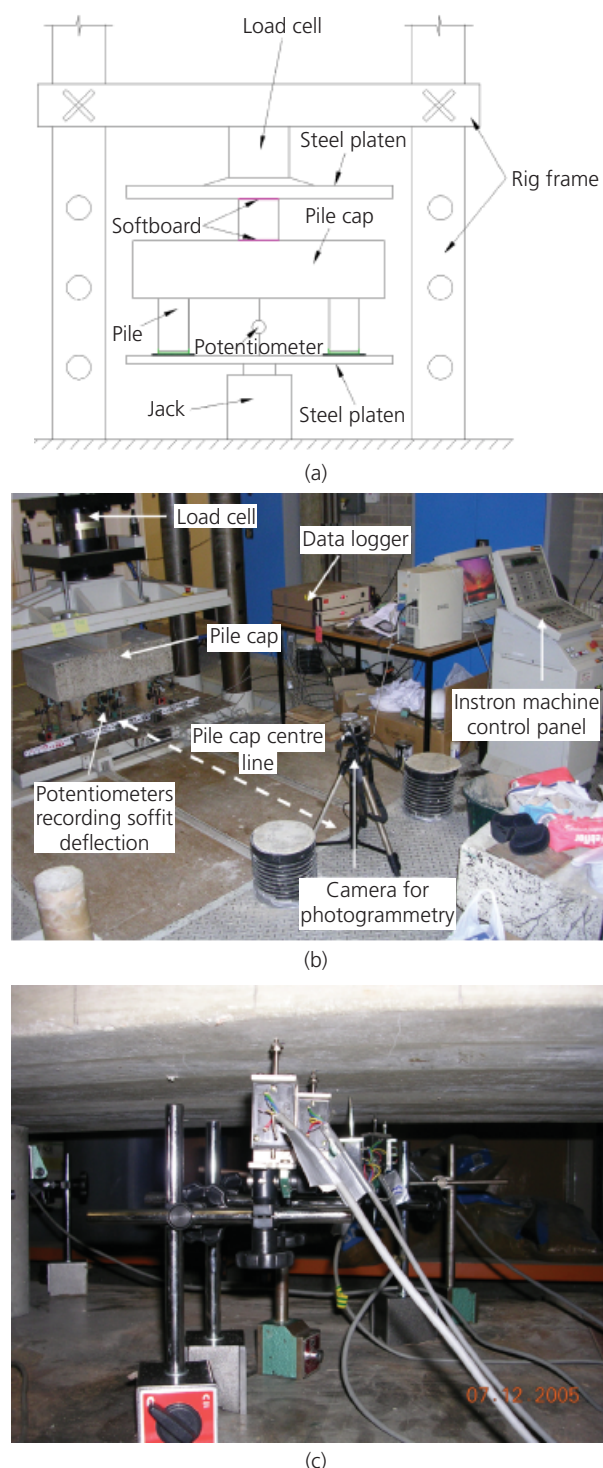 Load cell
Steel platen
Rig frame
Softboard
Pile cap
Pile
Potentiometer
Jack
Steel platen
(a)
Load cell
Data logger
Pile cap
Instron machine
control panel
Pile cap centre
line
Potentiometers
recording soffit
deflection
Camera for
photogrammetry
(b)
07.12.2005
(c)